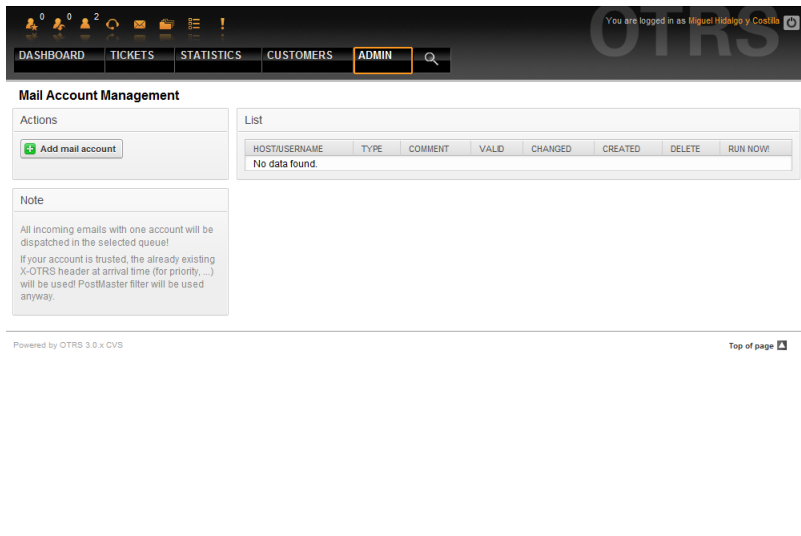 0 0 2
You are logged in as Miguel Hidalgo y Costilla
OTRS
DASHBOARD TICKETS STATISTICS CUSTOMERS ADMIN
Mail Account Management
Actions
Add mail account
List
HOST/USERNAME TYPE COMMENT VALID CHANGED CREATED DELETE RUN NOW!
No data found.
Note
All incoming emails with one account will be
dispatched in the selected queue!
If your account is trusted, the already existing
X-OTRS header at arrival time (for priority, ...)
will be used! PostMaster filter will be used
anyway.
Powered by OTRS 3.0.x CVS
Top of page